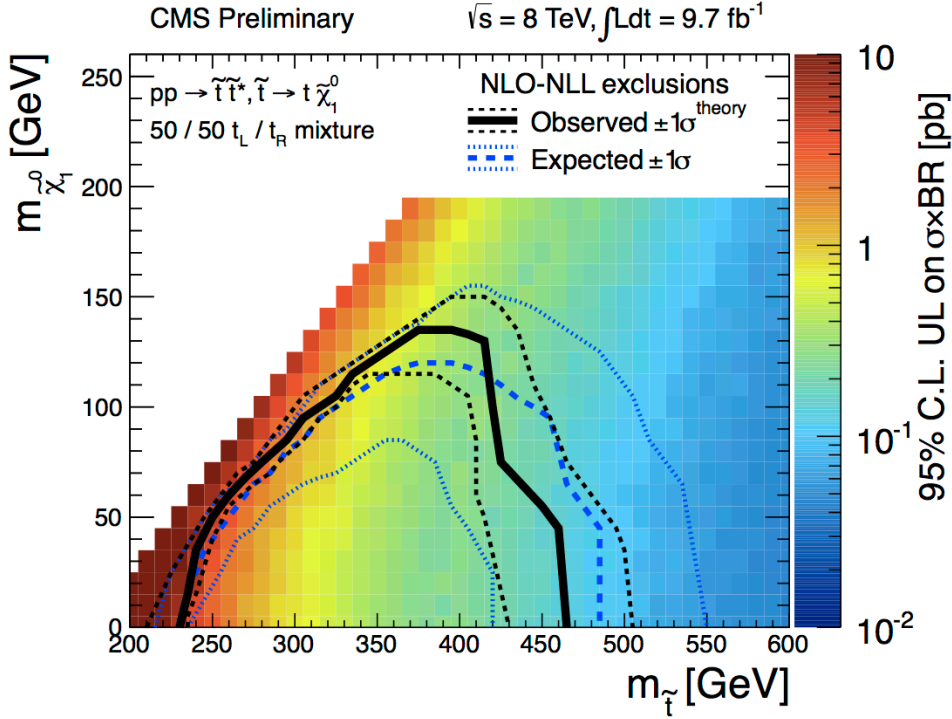 CMS Preliminary
√s = 8 TeV, ∫Ldt = 9.7 fb⁻¹
pp → t̃ t̃*, t̃ → t χ̃₁⁰
50 / 50 t_L / t_R mixture
NLO-NLL exclusions
Observed ±1σ^theory
Expected ±1σ
m_χ̃₁⁰ [GeV]
250
200
150
100
50
0
200 250 300 350 400 450 500 550 600
m_t̃ [GeV]
10
1
10⁻¹
10⁻²
95% C.L. UL on σ×BR [pb]